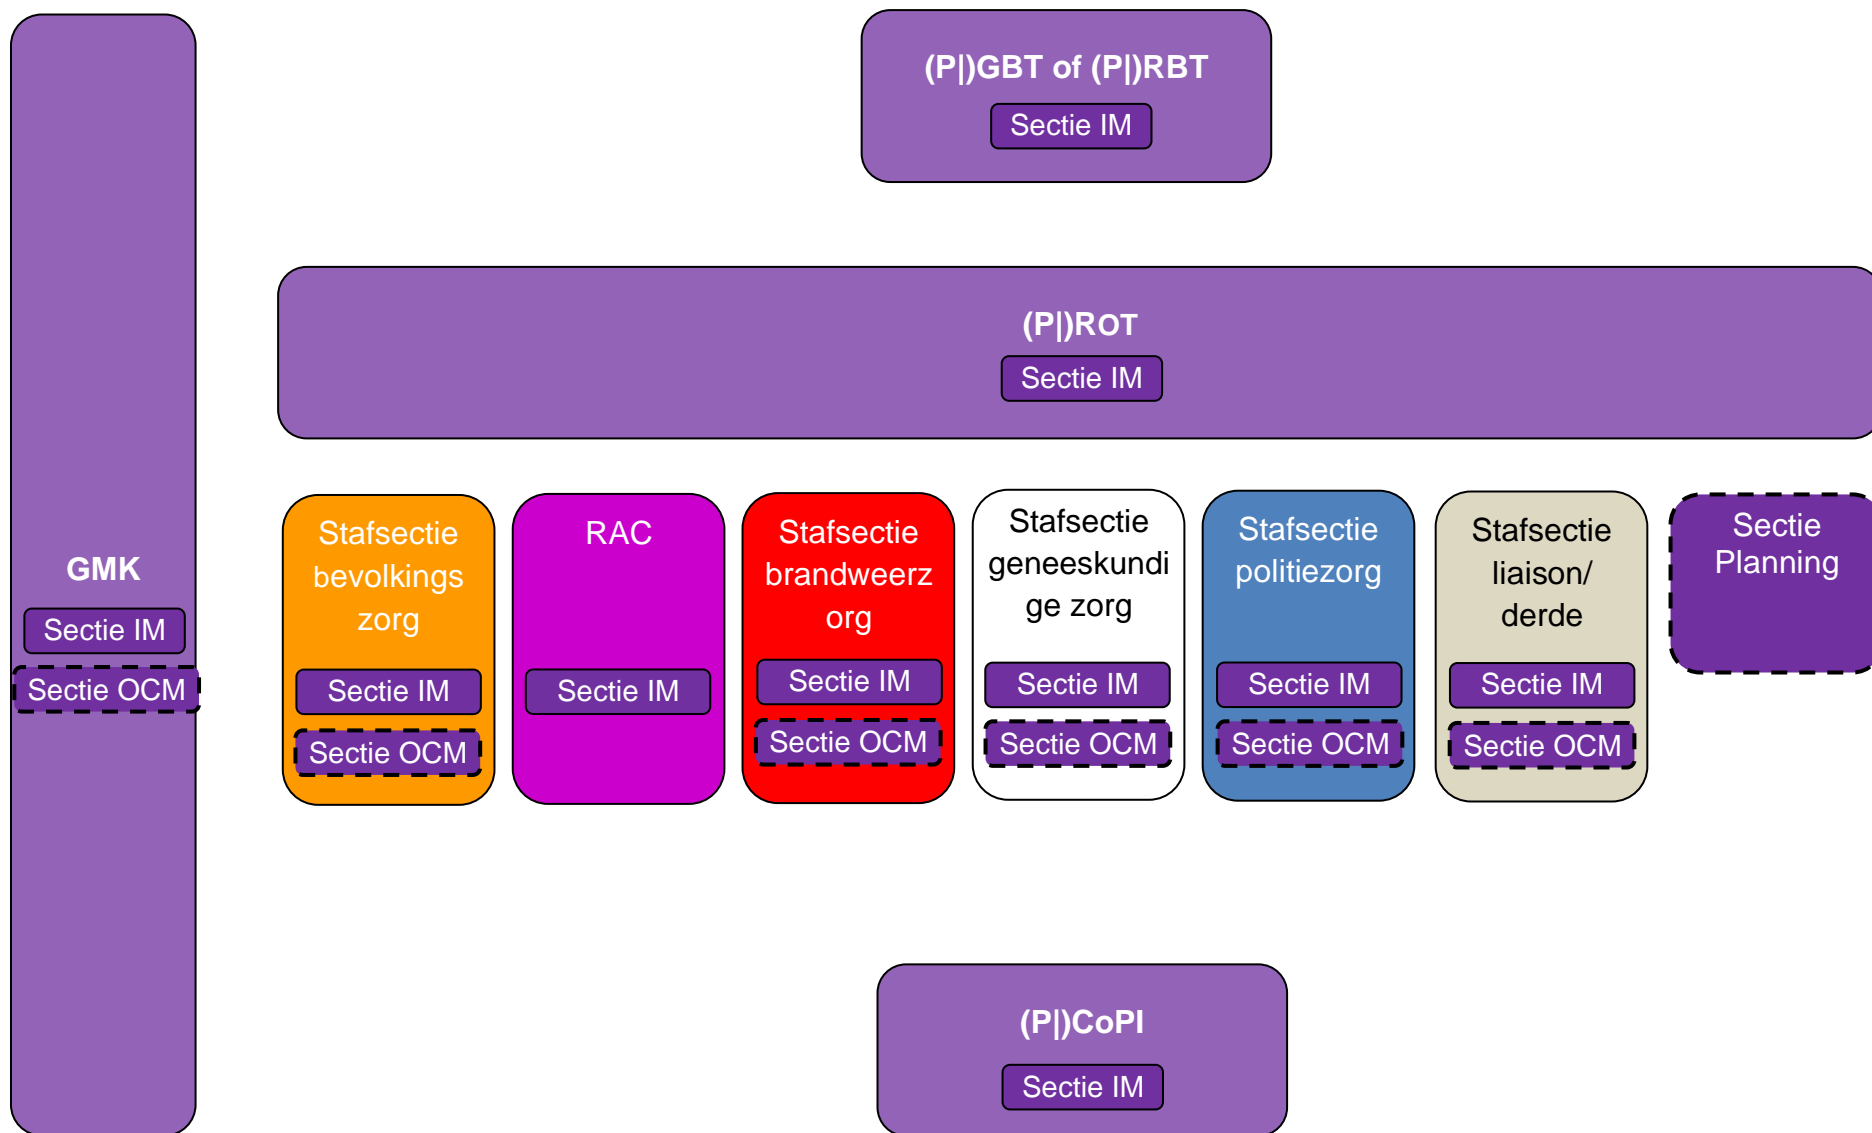 (P|)GBT of (P|)RBT
Sectie IM
(P|)ROT
Sectie IM
GMK
Sectie IM
Sectie OCM
Stafsectie
bevolkings
zorg
Sectie IM
Sectie OCM
RAC
Sectie IM
Stafsectie
brandweerz
org
Sectie IM
Sectie OCM
Stafsectie
geneeskundi
ge zorg
Sectie IM
Sectie OCM
Stafsectie
politiezorg
Sectie IM
Sectie OCM
Stafsectie
liaison/
derde
Sectie IM
Sectie OCM
Sectie
Planning
(P|)CoPI
Sectie IM